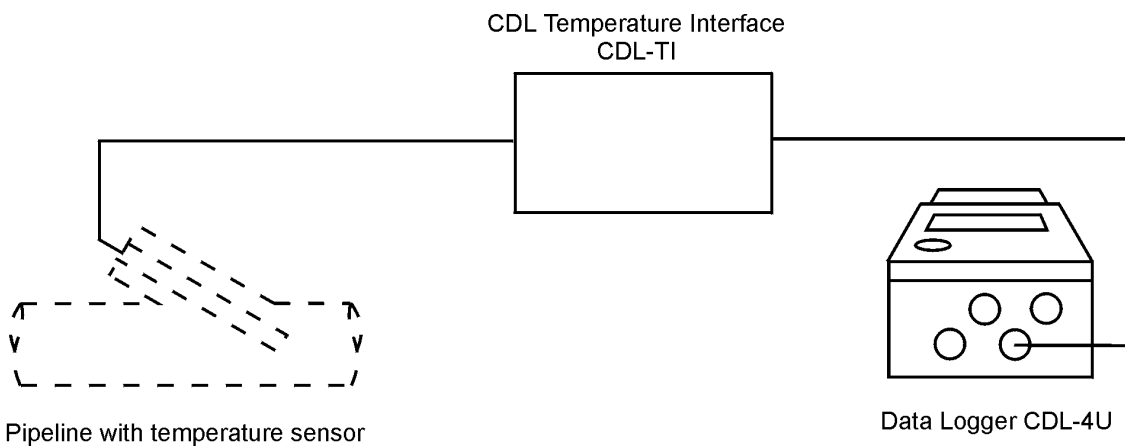 CDL Temperature Interface
CDL-TI
Pipeline with temperature sensor
Data Logger CDL-4U